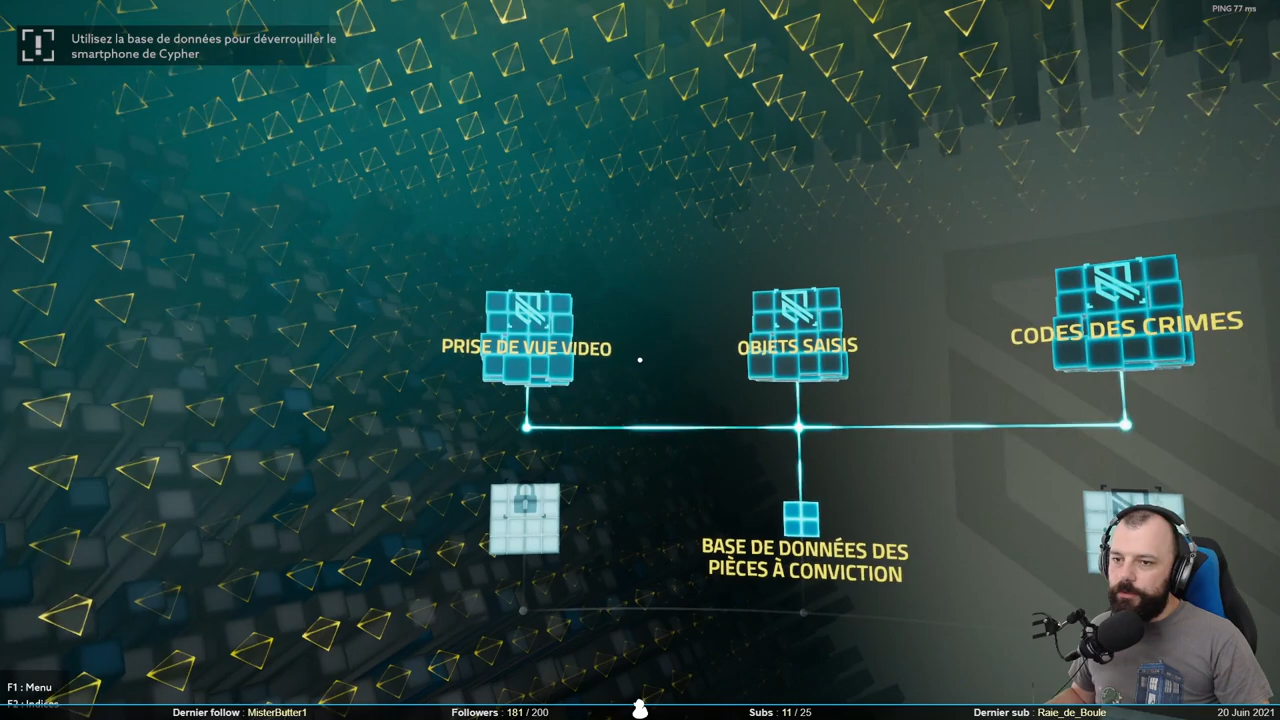 PING 77 ms
Utilisez la base de données pour déverrouiller le
smartphone de Cypher
PRISE DE VUE VIDEO
OBJETS SAISIS
CODES DES CRIMES
BASE DE DONNÉES DES
PIÈCES À CONVICTION
F1 : Menu
F2 : Indices
Dernier follow : MisterButter1
Followers : 181 / 200
Subs : 11 / 25
Dernier sub : Raie_de_Boule
20 Juin 2021